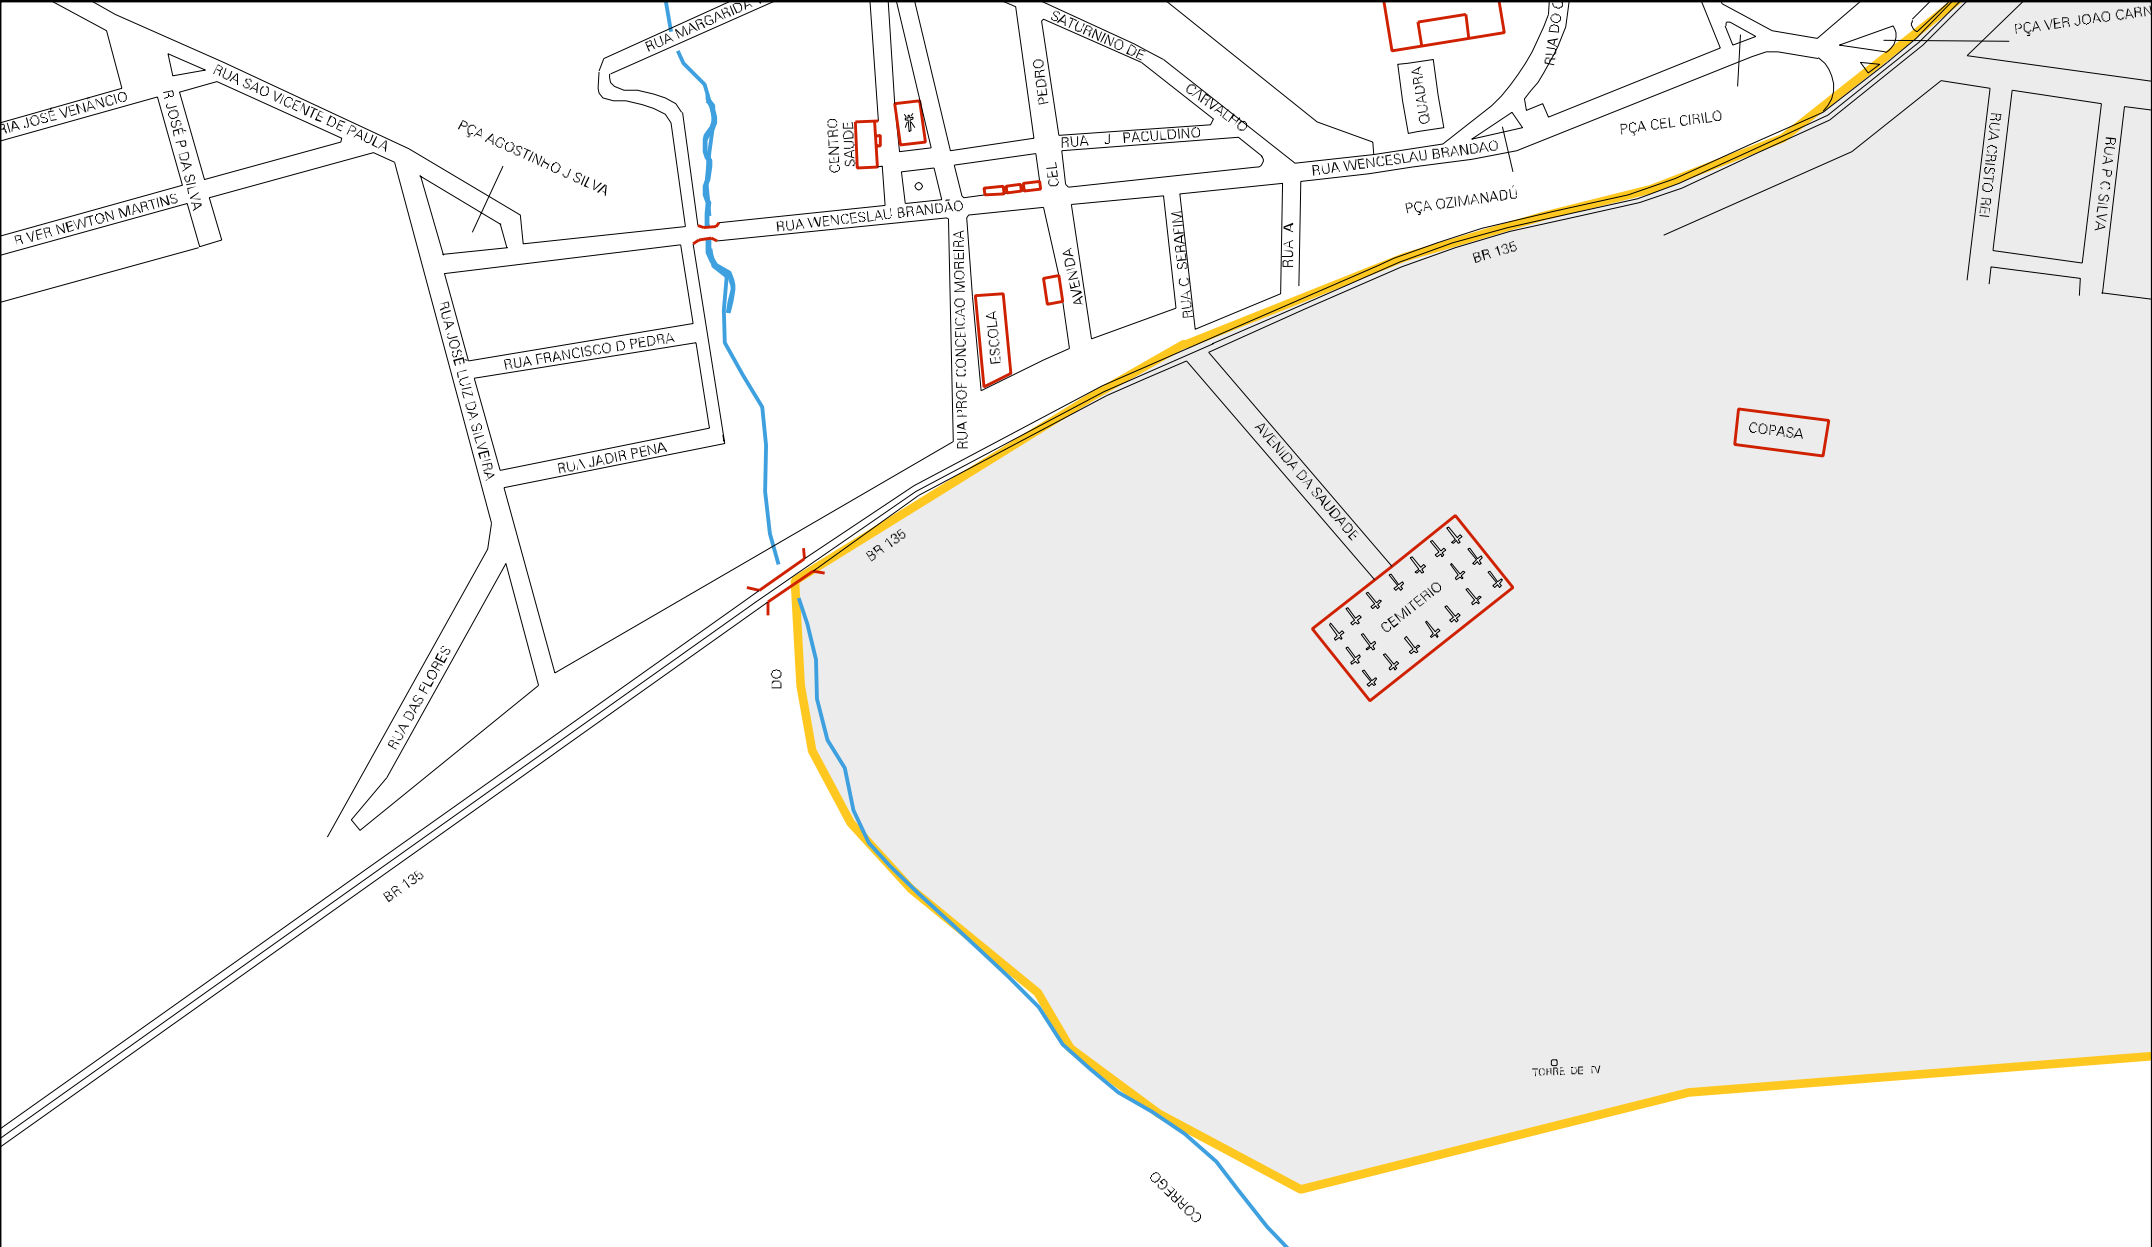 RUA MARGARIDA
SATURNINO DE
CARVALHO
PEDRO
CEL
AVENIDA
QUADRA
PÇA VER JOAO CARN
PÇA CEL CIRILO
RUA SAO VICENTE DE PAULA
RIA JOSÉ VENANCIO
R JOSÉ P DA SILVA
R VER NEWTON MARTINS
PÇA AGOSTINHO J SILVA
CENTRO
SAUDE
RUA J PACULDINO
RUA WENCESLAU BRANDAO
RUA WENCESLAU BRANDÃO
PÇA OZIMANADÚ
RUA CRISTO REI
RUA P C SILVA
RUA C SERAFIM
RUA A
BR 135
RUA PROF CONCEICAO MOREIRA
ESCOLA
RUA JOSÉ LUIZ DA SILVEIRA
RUA FRANCISCO D PEDRA
RUA JADIR PENA
AVENIDA DA SAUDADE
COPASA
CEMITERIO
BR 135
DO
RUA DAS FLORES
BR 135
TORRE DE TV
CORREGO